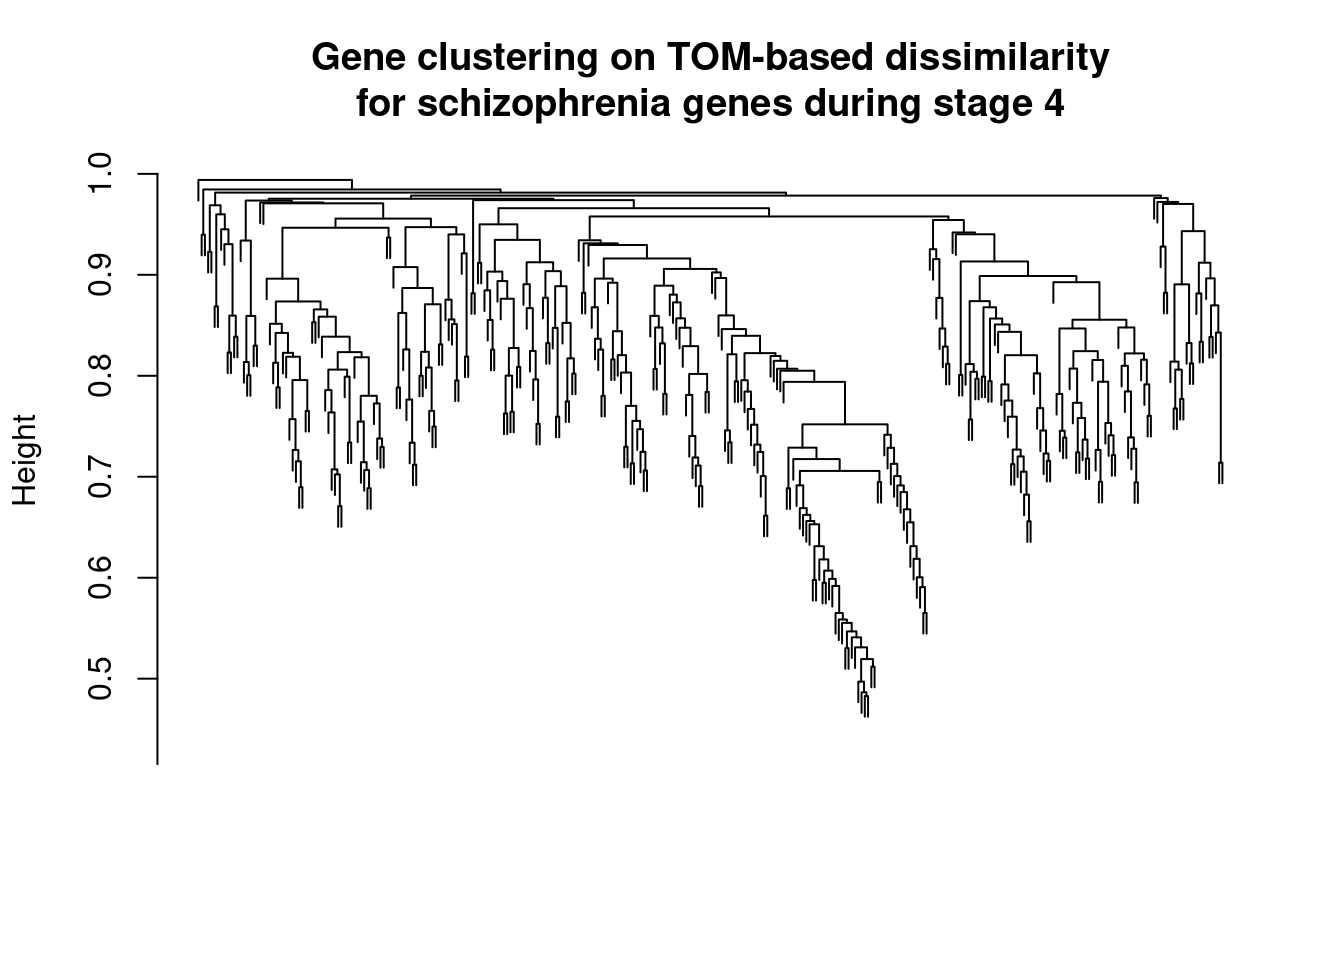 Gene clustering on TOM-based dissimilarity
for schizophrenia genes during stage 4
Height
1.0
0.9
0.8
0.7
0.6
0.5